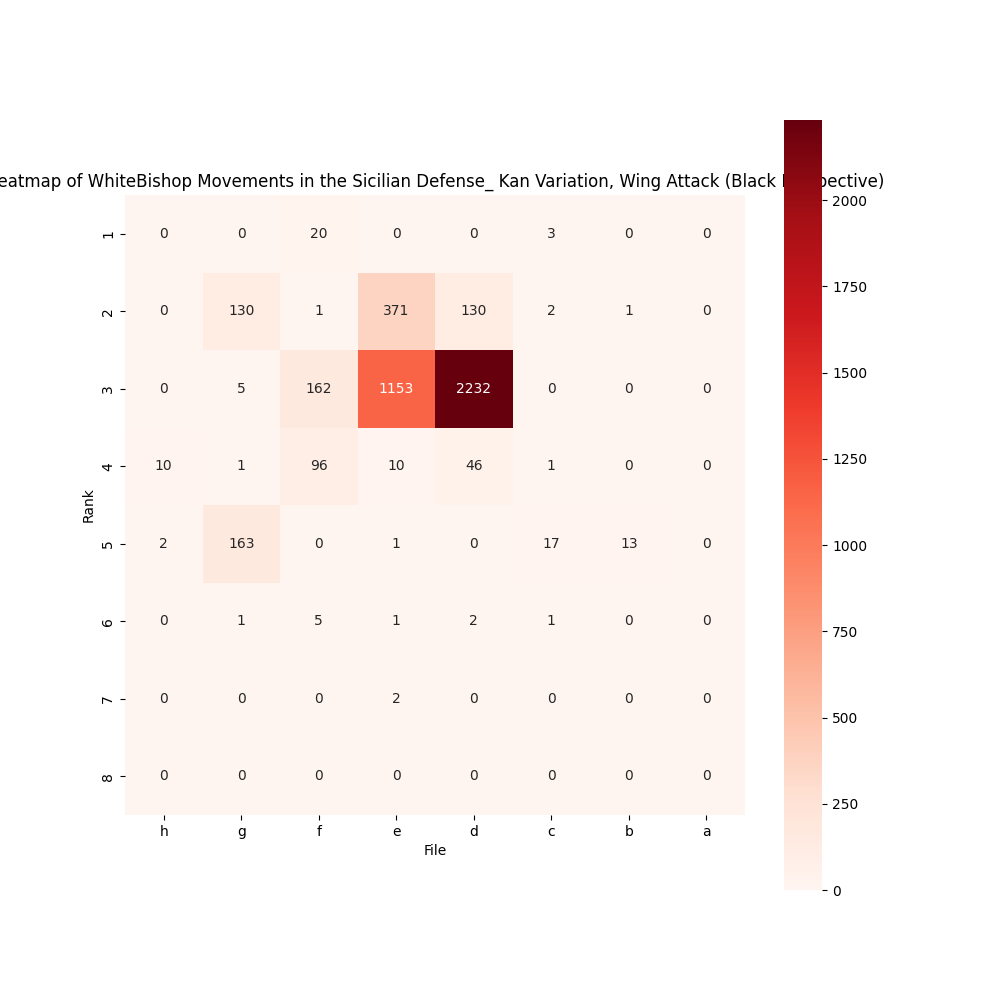 eatmap of WhiteBishop Movements in the Sicilian Defense_ Kan Variation, Wing Attack (Black Perspective)
1 0 0 20 0 0 3 0 0
2 0 130 1 371 130 2 1 0
3 0 5 162 1153 2232 0 0 0
4 10 1 96 10 46 1 0 0
5 2 163 0 1 0 17 13 0
6 0 1 5 1 2 1 0 0
7 0 0 0 2 0 0 0 0
8 0 0 0 0 0 0 0 0
h g f e d c b a
File
Rank
2000
1750
1500
1250
1000
750
500
250
0